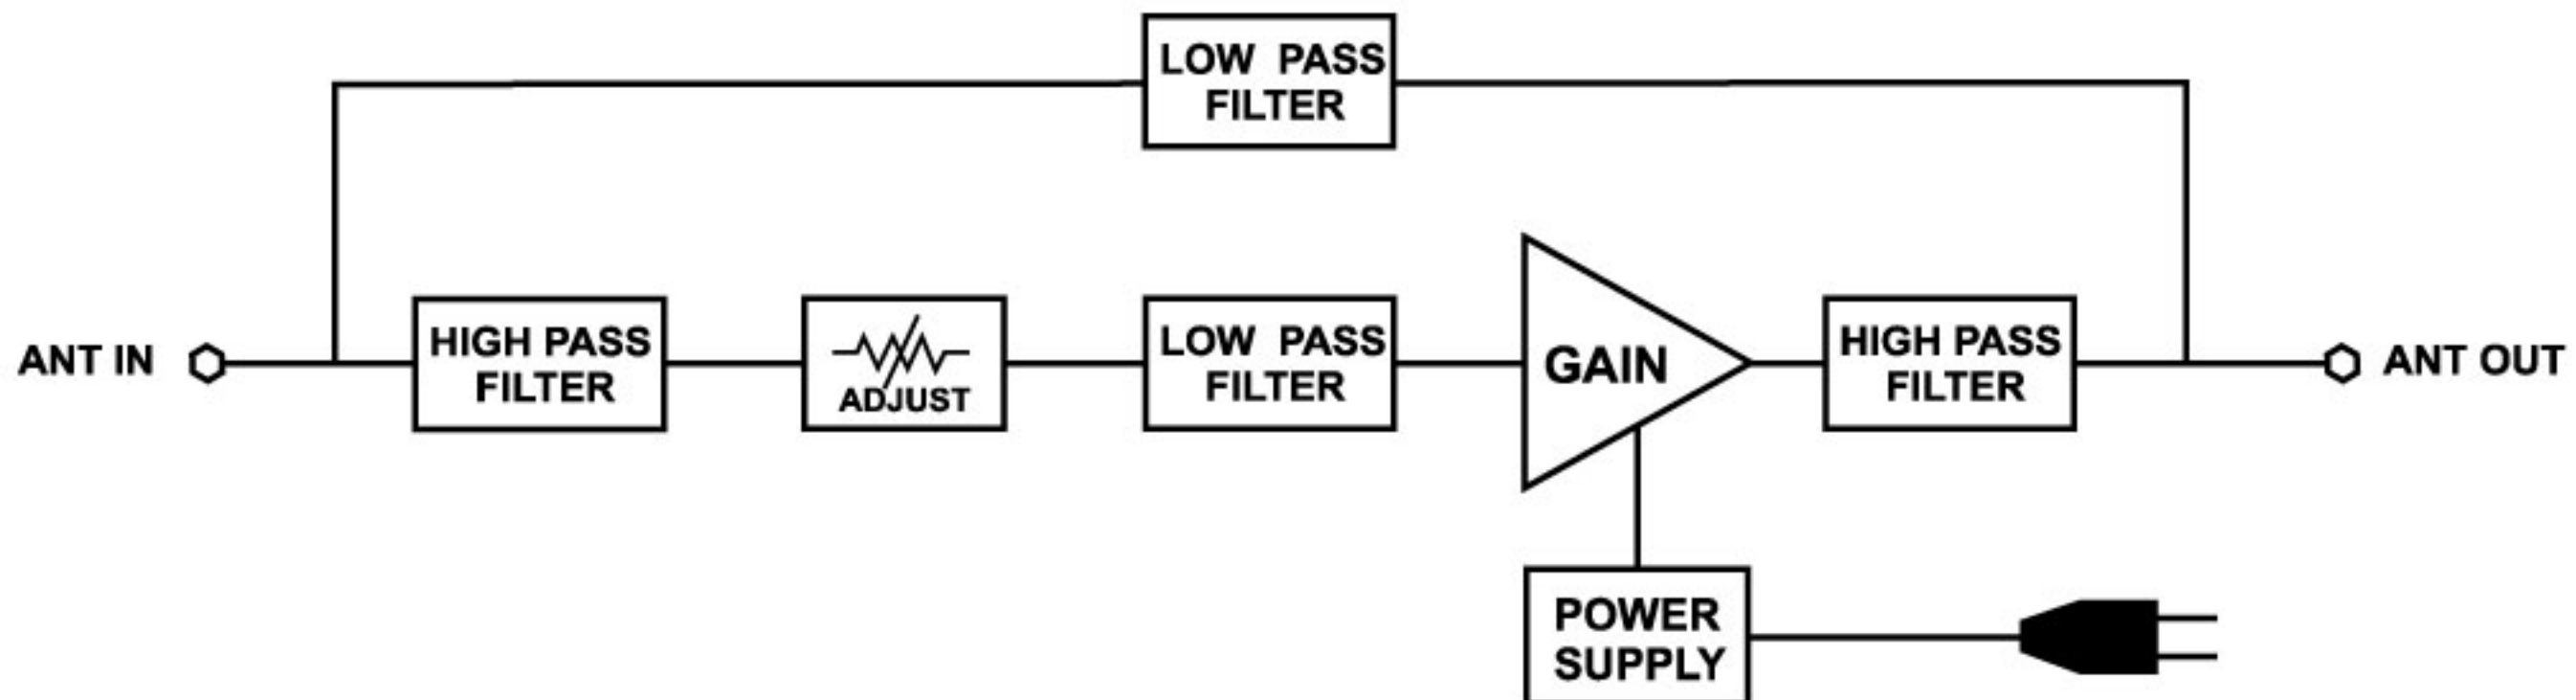 LOW PASS
FILTER
ANT IN
HIGH PASS
FILTER
ADJUST
LOW PASS
FILTER
GAIN
HIGH PASS
FILTER
ANT OUT
POWER
SUPPLY